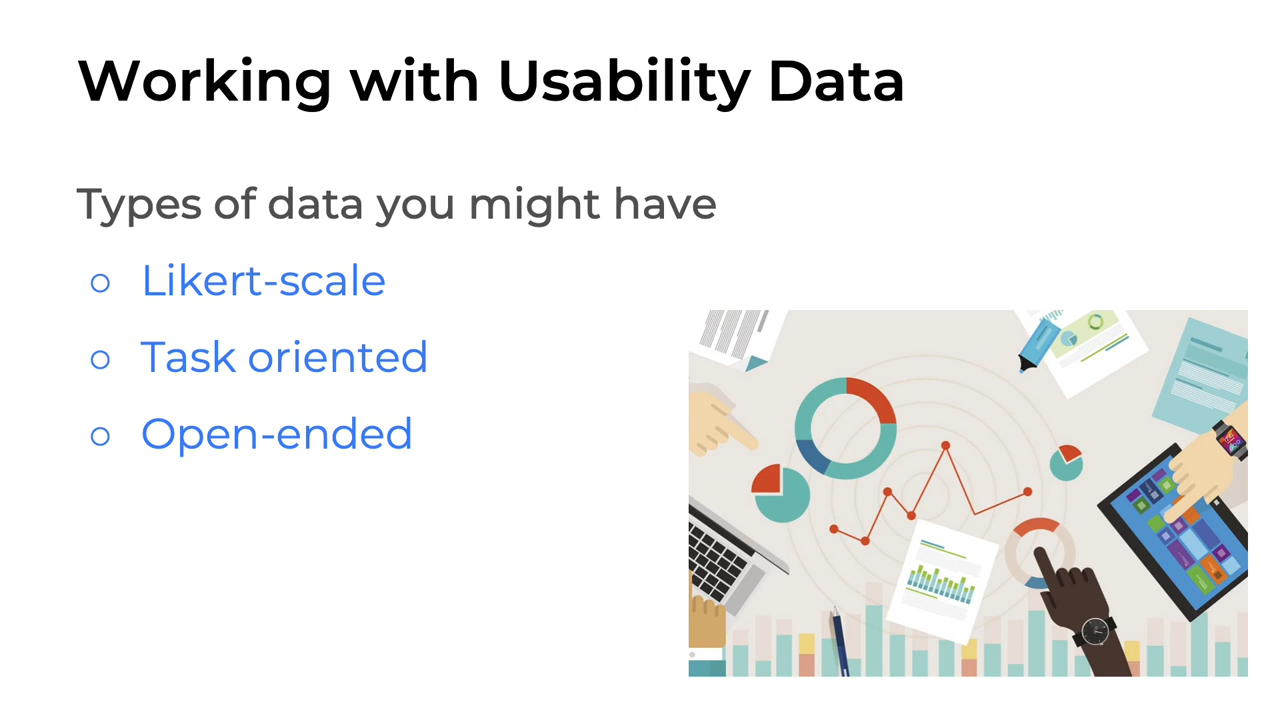 Working with Usability Data
Types of data you might have
○ Likert-scale
○ Task oriented
○ Open-ended